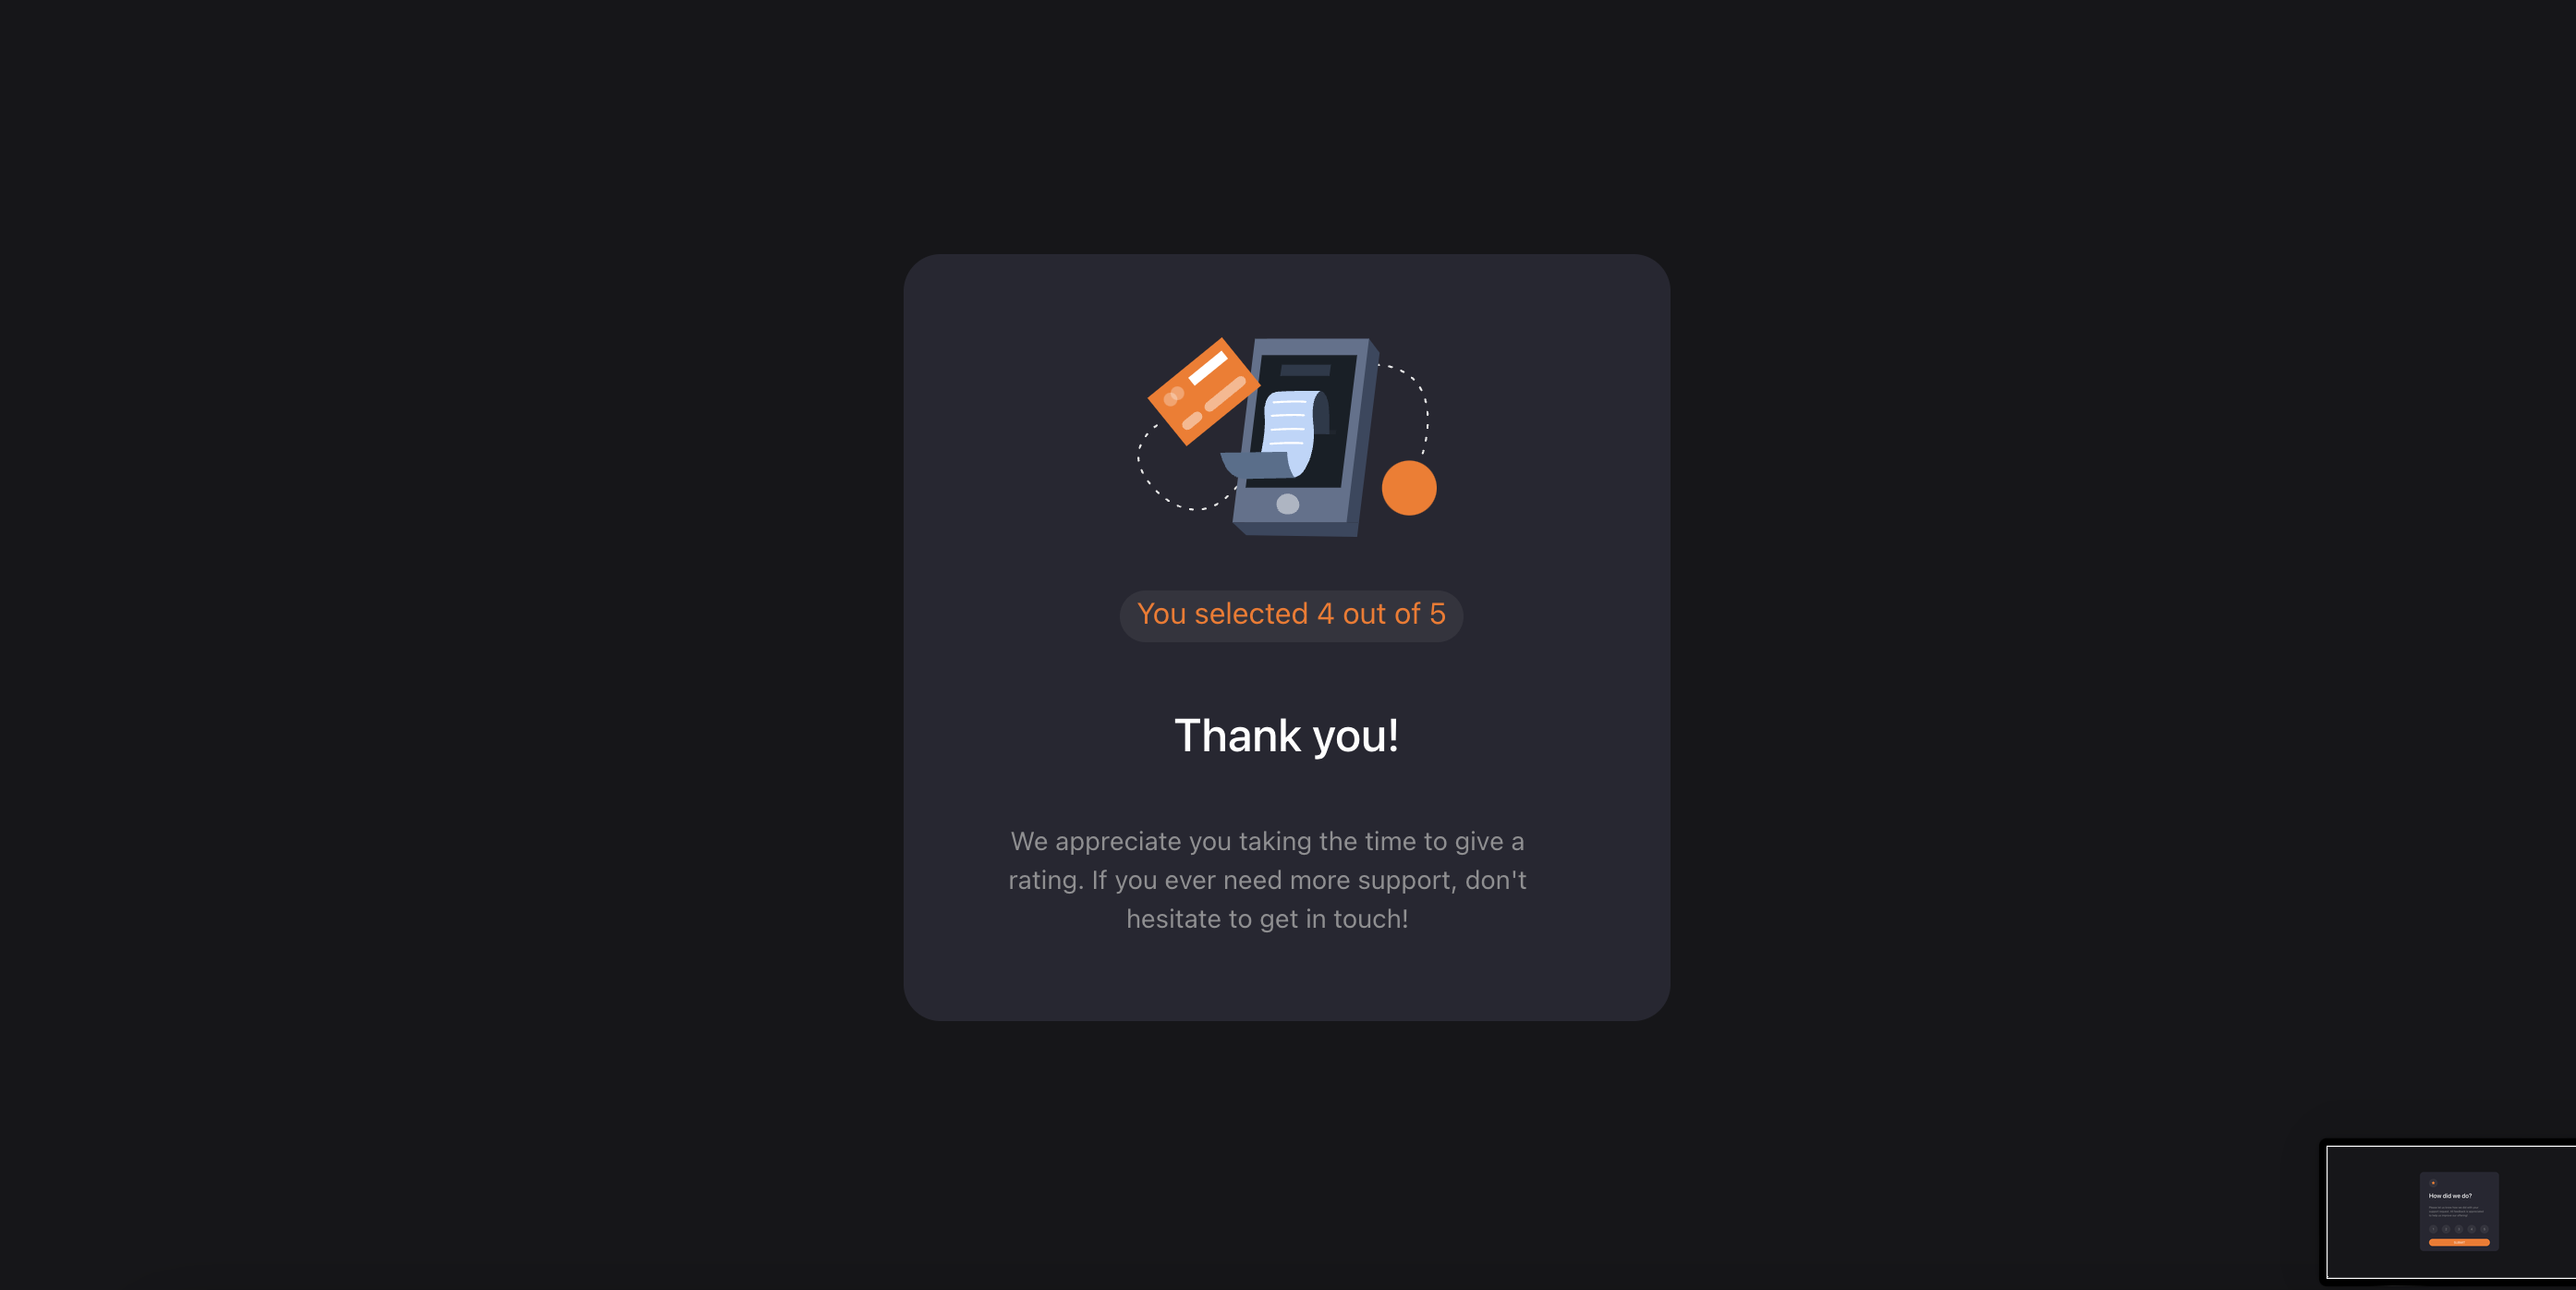 You selected 4 out of 5
Thank you!
We appreciate you taking the time to give a
rating. If you ever need more support, don't
hesitate to get in touch!
How did we do?